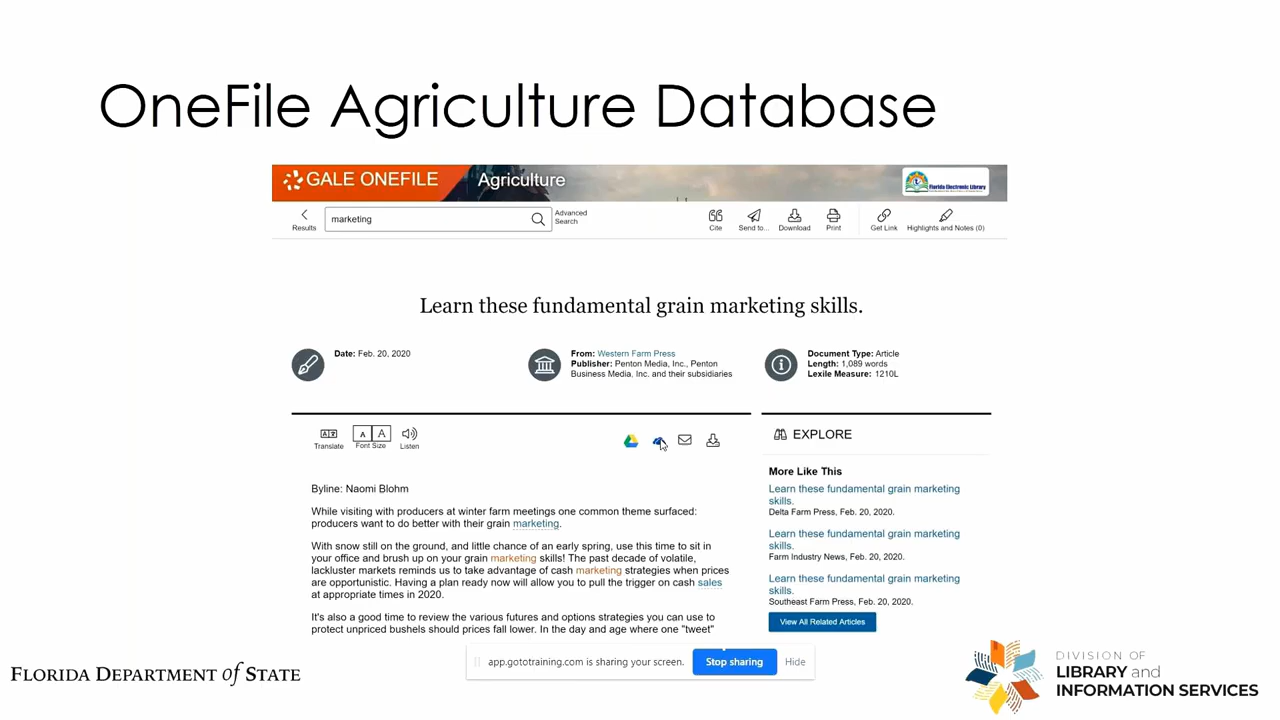 OneFile Agriculture Database
GALE ONEFILE
Agriculture
Florida Electronic Library
Results
marketing
Advanced
Search
Cite
Send to...
Download
Print
Get Link
Highlights and Notes (0)
Learn these fundamental grain marketing skills.
Date: Feb. 20, 2020
From: Western Farm Press
Publisher: Penton Media, Inc., Penton
Business Media, Inc. and their subsidiaries
Document Type: Article
Length: 1,089 words
Lexile Measure: 1210L
Translate
A A
Font Size
Listen
Byline: Naomi Blohm
While visiting with producers at winter farm meetings one common theme surfaced:
producers want to do better with their grain marketing.
With snow still on the ground, and little chance of an early spring, use this time to sit in
your office and brush up on your grain marketing skills! The past decade of volatile,
lackluster markets reminds us to take advantage of cash marketing strategies when prices
are opportunistic. Having a plan ready now will allow you to pull the trigger on cash sales
at appropriate times in 2020.
It's also a good time to review the various futures and options strategies you can use to
protect unpriced bushels should prices fall lower. In the day and age where one "tweet"
EXPLORE
More Like This
Learn these fundamental grain marketing
skills.
Delta Farm Press, Feb. 20, 2020.
Learn these fundamental grain marketing
skills.
Farm Industry News, Feb. 20, 2020.
Learn these fundamental grain marketing
skills.
Southeast Farm Press, Feb. 20, 2020.
View All Related Articles
app.gototraining.com is sharing your screen.
Stop sharing
Hide
FLORIDA DEPARTMENT of STATE
DIVISION OF
LIBRARY and
INFORMATION SERVICES